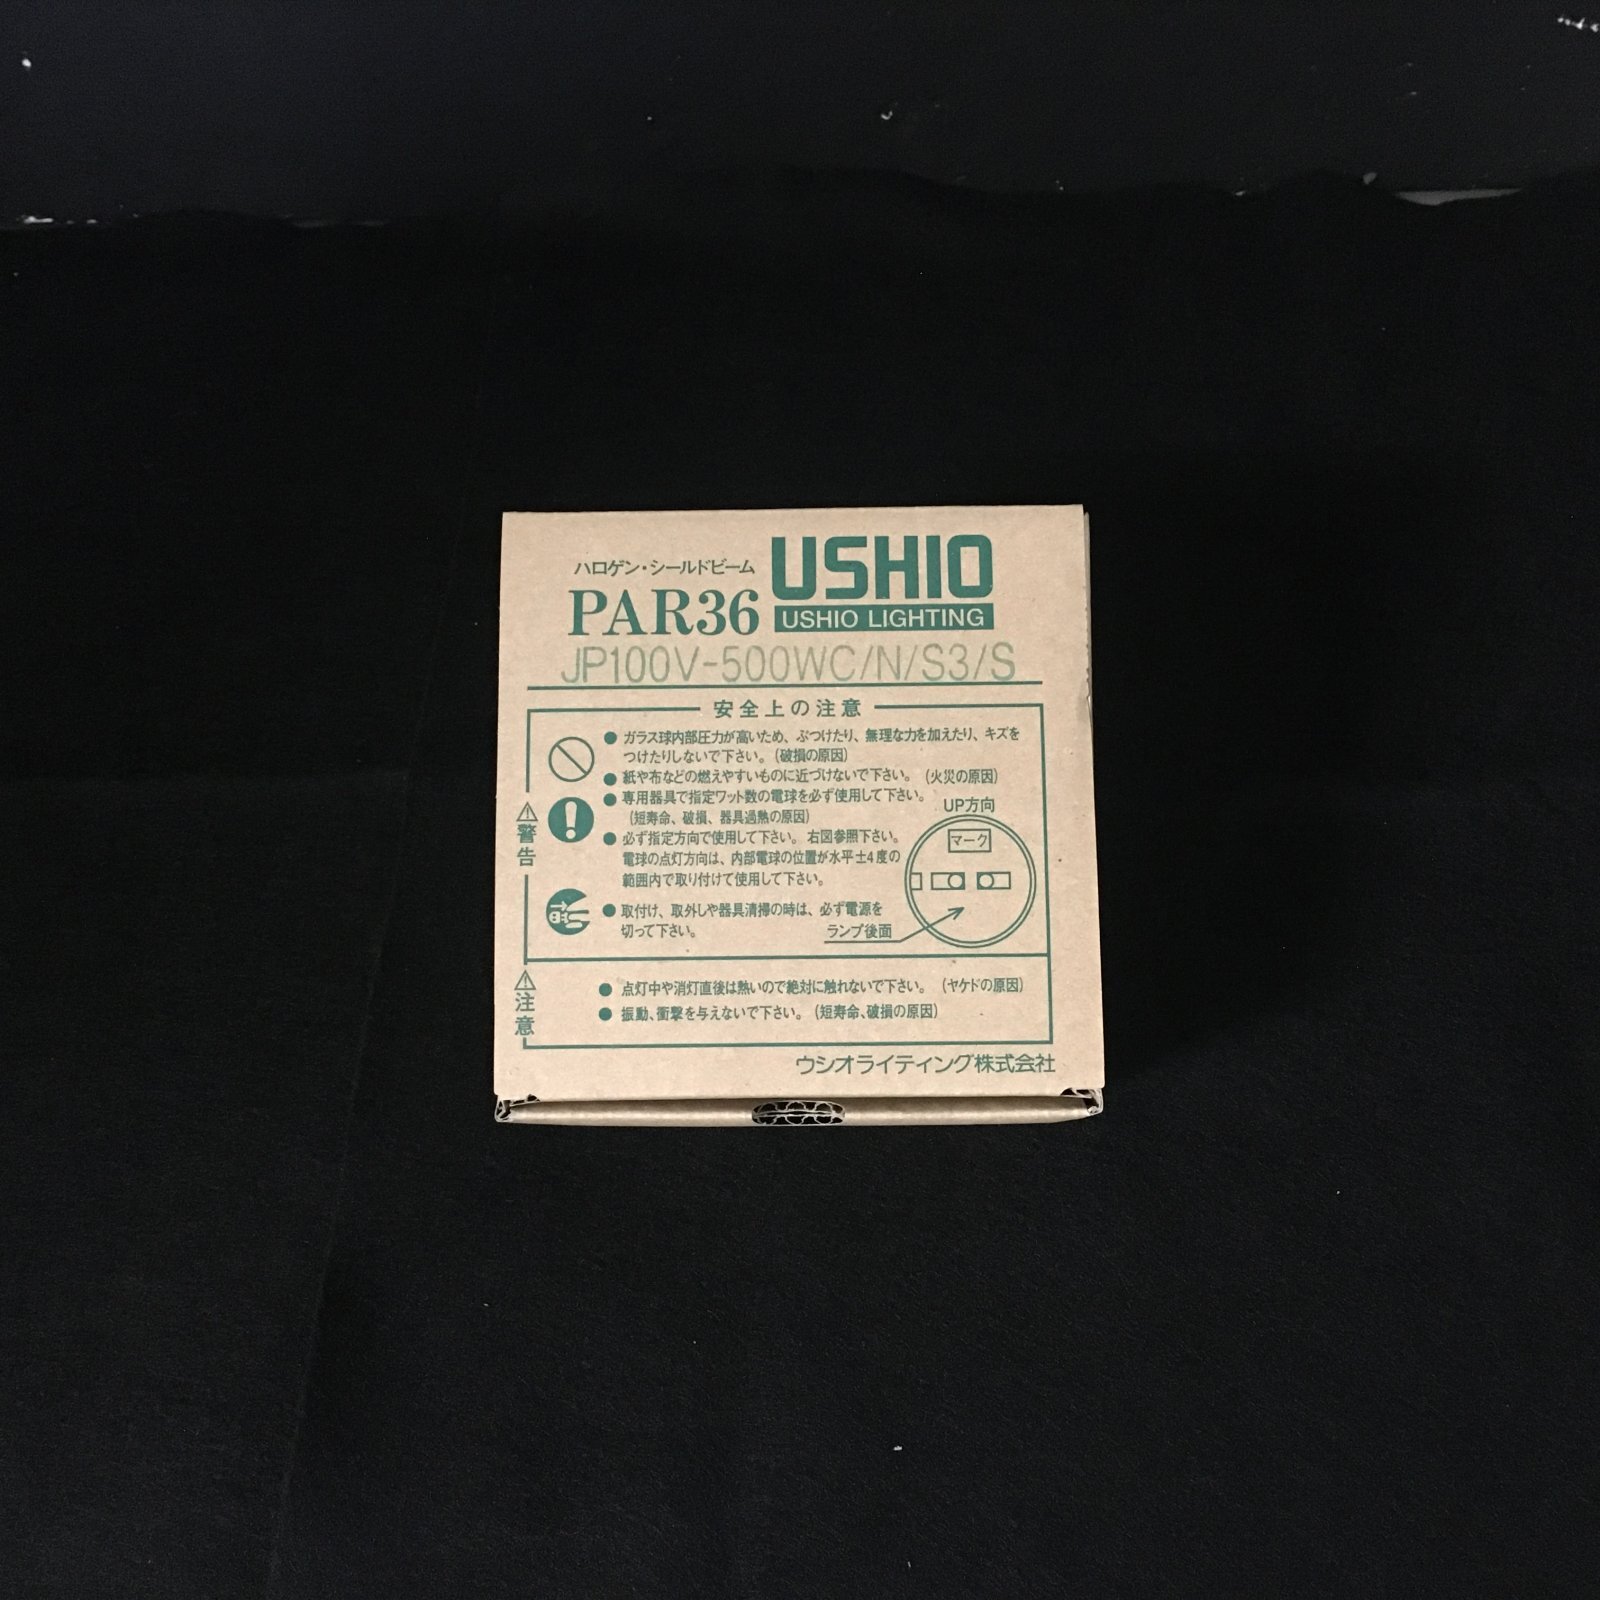 ハロゲン・シールドビーム
PAR36
USHIO
USHIO LIGHTING
JP100V-500WC/N/S3/S
安全上の注意
⚠警告
● ガラス球内部圧力が高いため、ぶつけたり、無理な力を加えたり、キズを
つけたりしないで下さい。(破損の原因)
● 紙や布などの燃えやすいものに近づけないで下さい。(火災の原因)
● 専用器具で指定ワット数の電球を必ず使用して下さい。
(短寿命、破損、器具過熱の原因)
● 必ず指定方向で使用して下さい。右図参照下さい。
電球の点灯方向は、内部電球の位置が水平±4度の
範囲内で取り付けて使用して下さい。
● 取付け、取外しや器具清掃の時は、必ず電源を
切って下さい。
UP方向
マーク
ランプ後面
⚠注意
● 点灯中や消灯直後は熱いので絶対に触れないで下さい。(ヤケドの原因)
● 振動、衝撃を与えないで下さい。(短寿命、破損の原因)
ウシオライティング株式会社